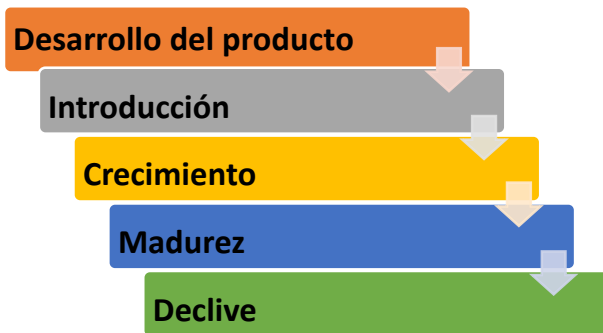 Desarrollo del producto
Introducción
Crecimiento
Madurez
Declive